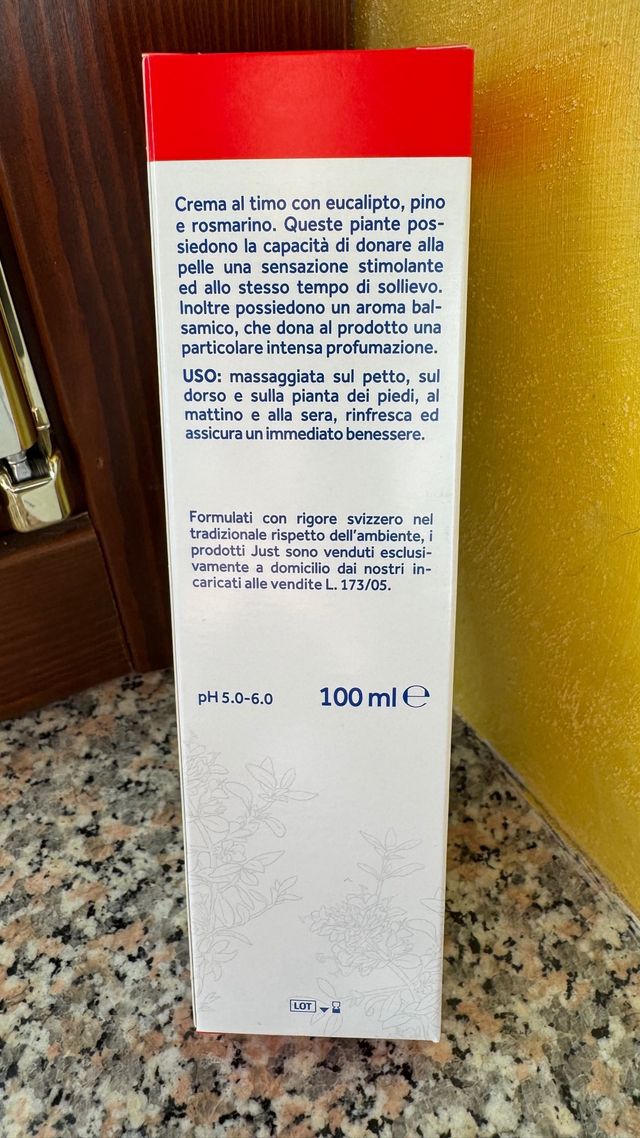 Crema al timo con eucalipto, pino
e rosmarino. Queste piante pos-
siedono la capacità di donare alla
pelle una sensazione stimolante
ed allo stesso tempo di sollievo.
Inoltre possiedono un aroma bal-
samico, che dona al prodotto una
particolare intensa profumazione.
USO: massaggiata sul petto, sul
dorso e sulla pianta dei piedi, al
mattino e alla sera, rinfresca ed
assicura un immediato benessere.
Formulati con rigore svizzero nel
tradizionale rispetto dell'ambiente, i
prodotti Just sono venduti esclusi-
vamente a domicilio dai nostri in-
caricati alle vendite L. 173/05.
pH 5.0-6.0 100 ml ℮
LOT